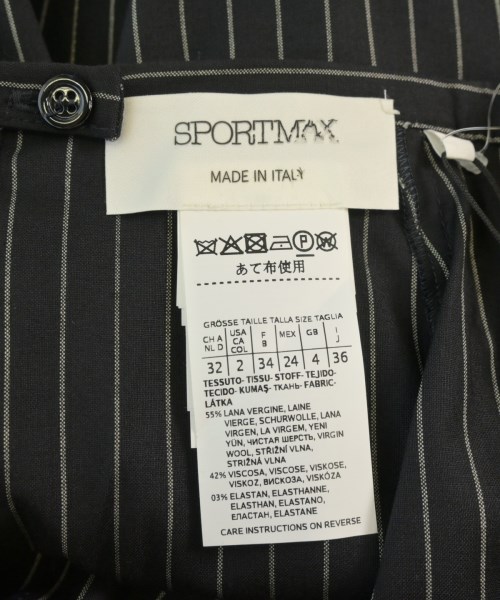 SPORTMAX
MADE IN ITALY
P
あて布使用
GRÖSSE TAILLE TALLA SIZE TAGLIA
CH A NL D
USA CA COL
F B
MEX
GB
I J
32 2 34 24 4 36
TESSUTO- TISSU- STOFF- TEJIDO-
TECIDO- KUMAŞ- ТКАНЬ- FABRIC-
LÁTKA
55% LANA VERGINE, LAINE
VIERGE, SCHURWOLLE, LANA
VIRGEN, LA VIRGEM, YENI
YÜN, ЧИСТАЯ ШЕРСТЬ, VIRGIN
WOOL, STŘIŽNÍ VLNA,
STRIŽNÁ VLNA
42% VISCOSA, VISCOSE, VISKOSE,
VISKOZ, ВИСКОЗА, VISKÓZA
03% ELASTAN, ELASTHANNE,
ELASTHAN, ELASTANO,
ЕЛАСТАН, ELASTANE
CARE INSTRUCTIONS ON REVERSE